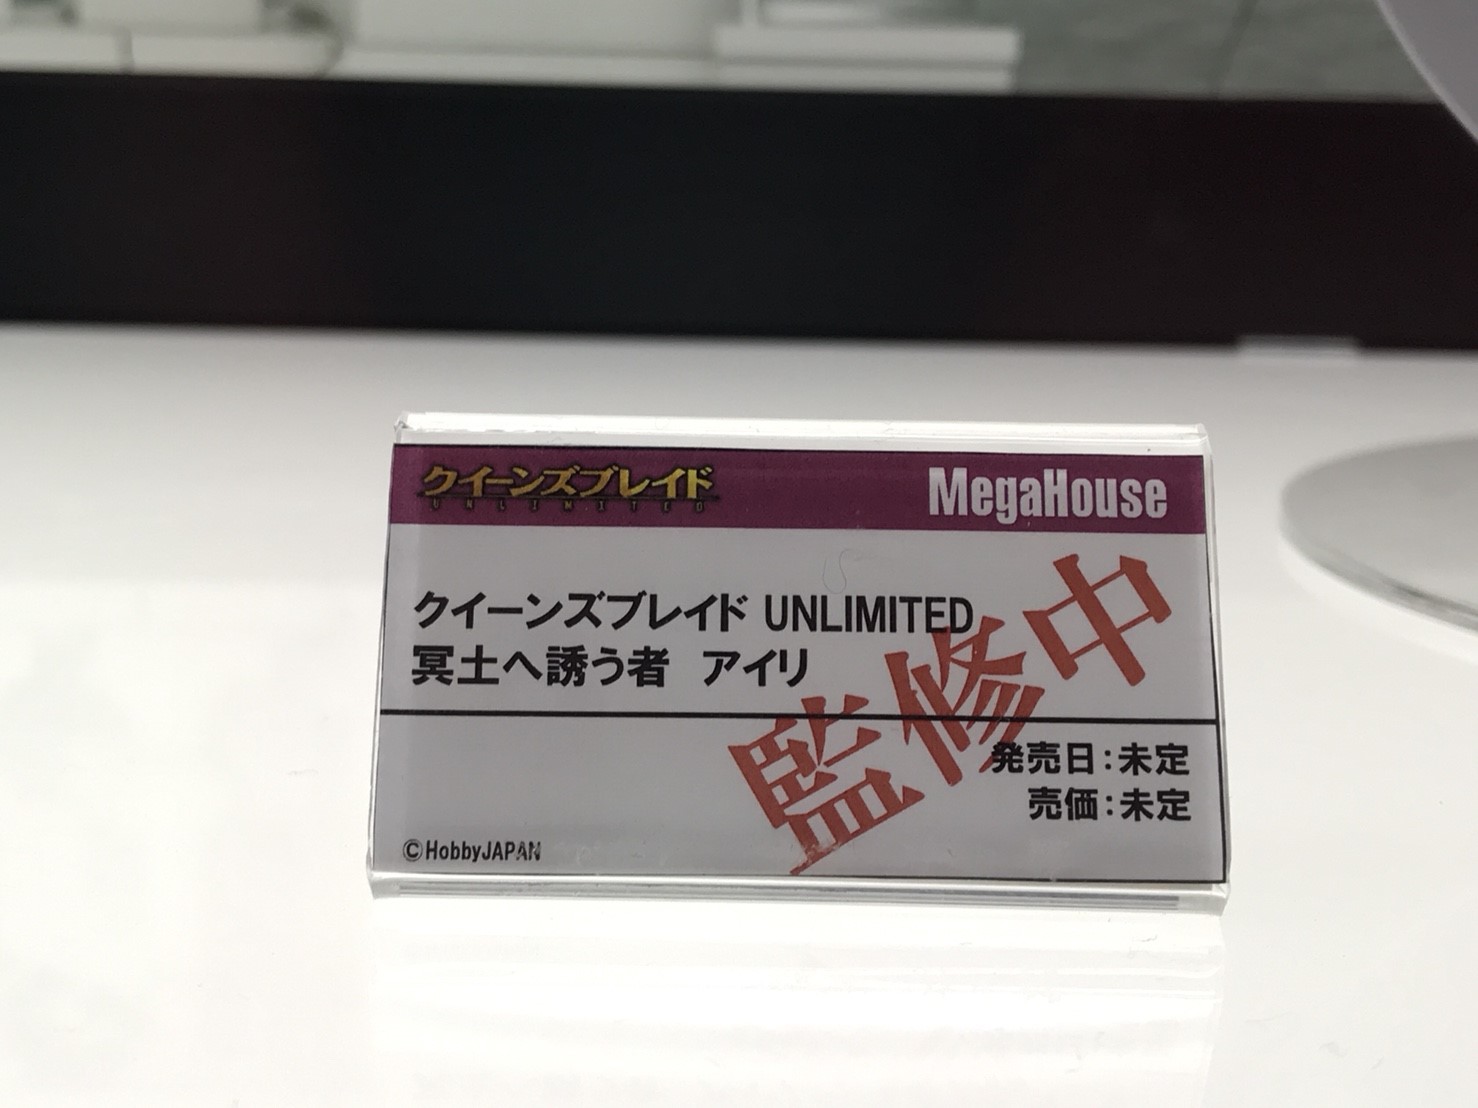 クイーンズブレイド
UNLIMITED
MegaHouse
クイーンズブレイド UNLIMITED
冥土へ誘う者 アイリ
監修中
発売日：未定
売価：未定
©HobbyJAPAN